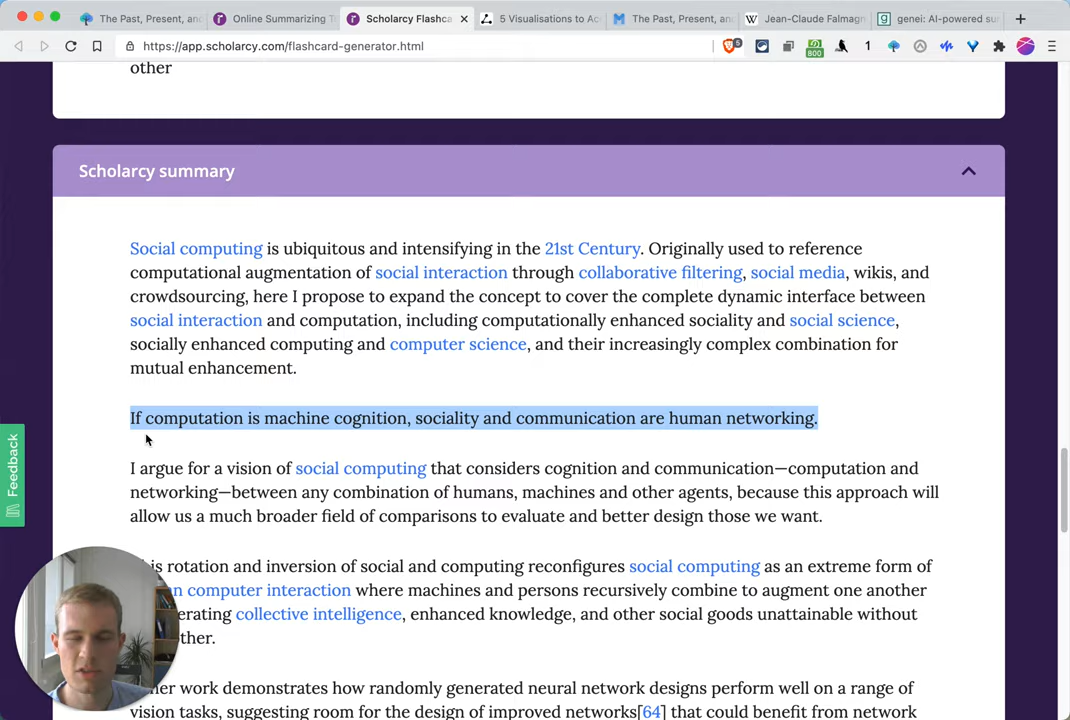 The Past, Present, an
Online Summarizing T
Scholarcy Flashca
5 Visualisations to Ac
The Past, Present, an
Jean-Claude Falmagn
genei: AI-powered su
https://app.scholarcy.com/flashcard-generator.html
6
800
1
other
Scholarcy summary
Social computing is ubiquitous and intensifying in the 21st Century. Originally used to reference
computational augmentation of social interaction through collaborative filtering, social media, wikis, and
crowdsourcing, here I propose to expand the concept to cover the complete dynamic interface between
social interaction and computation, including computationally enhanced sociality and social science,
socially enhanced computing and computer science, and their increasingly complex combination for
mutual enhancement.
If computation is machine cognition, sociality and communication are human networking.
I argue for a vision of social computing that considers cognition and communication—computation and
networking—between any combination of humans, machines and other agents, because this approach will
allow us a much broader field of comparisons to evaluate and better design those we want.
is rotation and inversion of social and computing reconfigures social computing as an extreme form of
n computer interaction where machines and persons recursively combine to augment one another
erating collective intelligence, enhanced knowledge, and other social goods unattainable without
ther.
her work demonstrates how randomly generated neural network designs perform well on a range of
vision tasks, suggesting room for the design of improved networks[64] that could benefit from network
Feedback